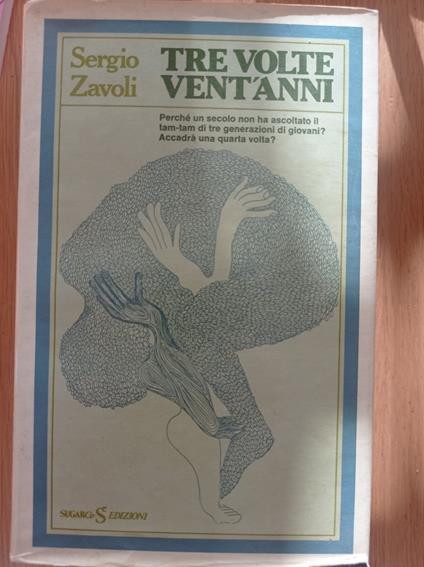 Sergio
Zavoli
TRE VOLTE
VENT'ANNI
Perché un secolo non ha ascoltato il
tam-tam di tre generazioni di giovani?
Accadrà una quarta volta?
SUGARCo EDIZIONI